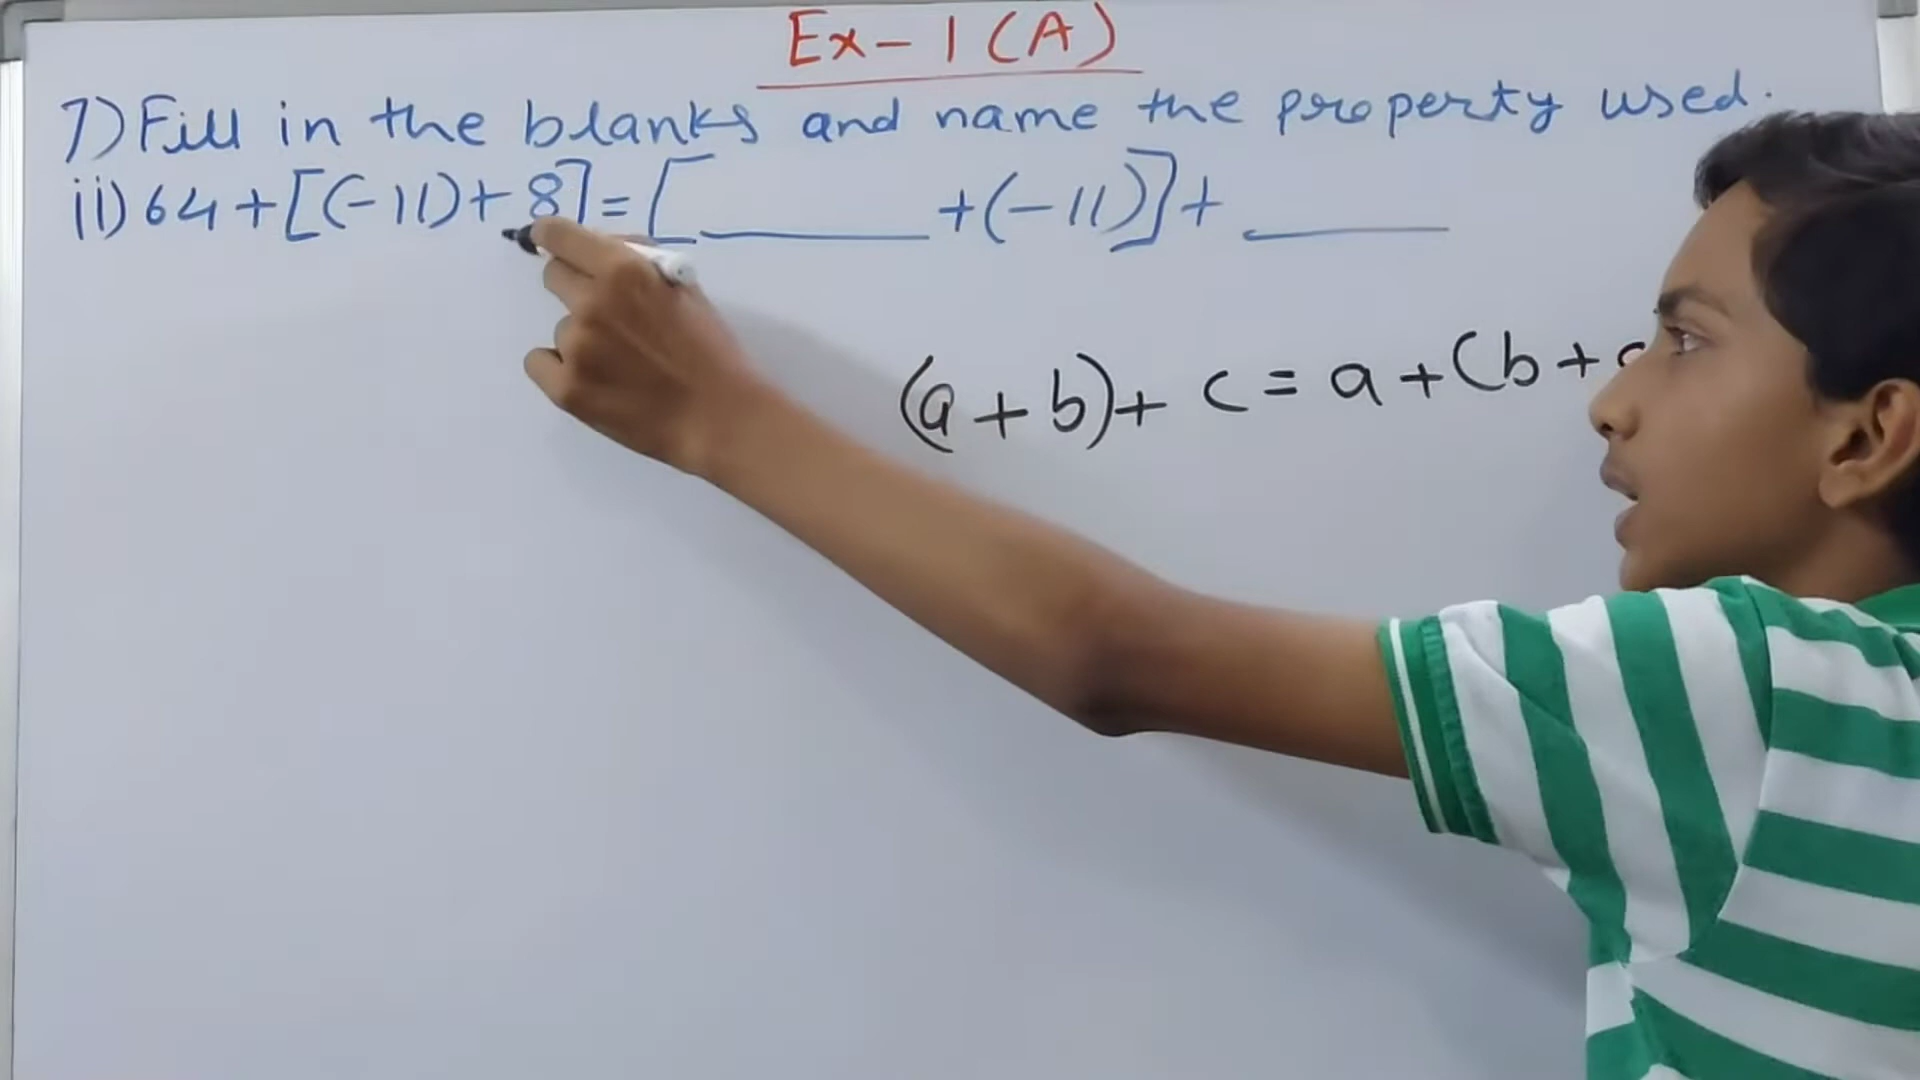 Ex-1(A)
7) Fill in the blanks and name the property used.
ii) 64+[(-11)+8]=[______+(-11)]+______
(a+b)+c=a+(b+c